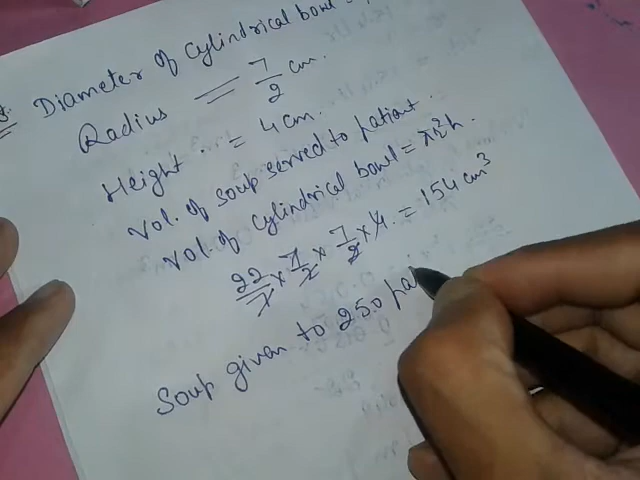 Diameter of cylindrical bowl =
Radius = 7/2 cm.
Height . = 4 cm.
Vol. of soup served to patient.
Vol. of cylindrical bowl = πr²h.
22/7 × 7/2 × 7/2 × 4. = 154 cm³
Soup given to 250 pa